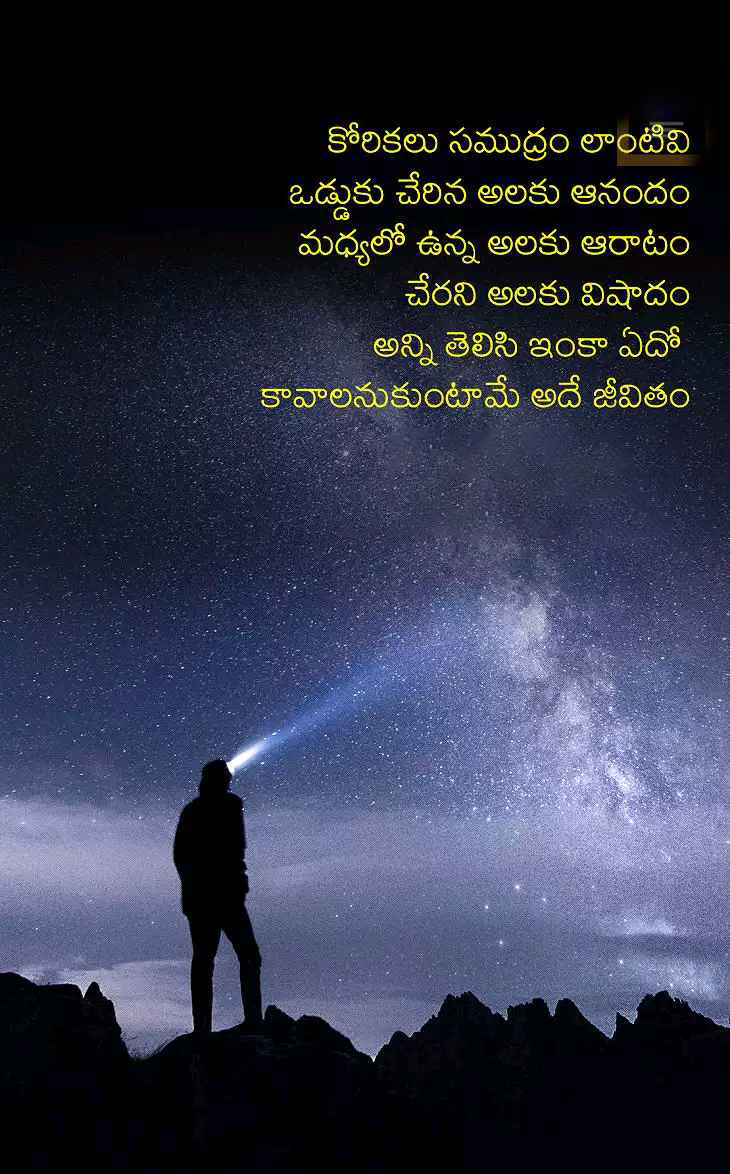 కోరికలు సముద్రం లాంటివి
ఒడ్డుకు చేరిన అలకు ఆనందం
మధ్యలో ఉన్న అలకు ఆరాటం
చేరని అలకు విషాదం
అన్ని తెలిసి ఇంకా ఏదో
కావాలనుకుంటామే అదే జీవితం